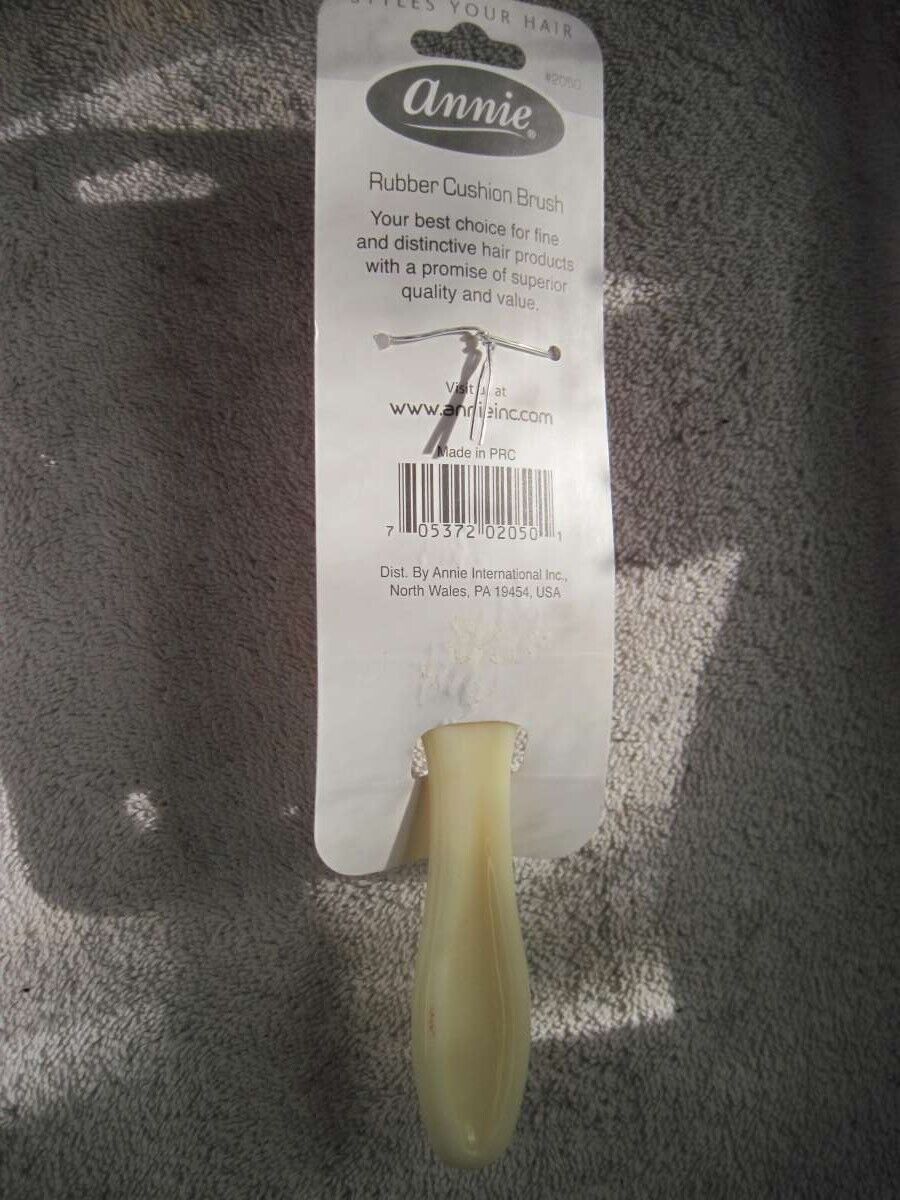 STYLES YOUR HAIR
#2050
annie®
Rubber Cushion Brush
Your best choice for fine
and distinctive hair products
with a promise of superior
quality and value.
Visit us at
www.annieinc.com
Made in PRC
7 05372 02050 1
Dist. By Annie International Inc.,
North Wales, PA 19454, USA